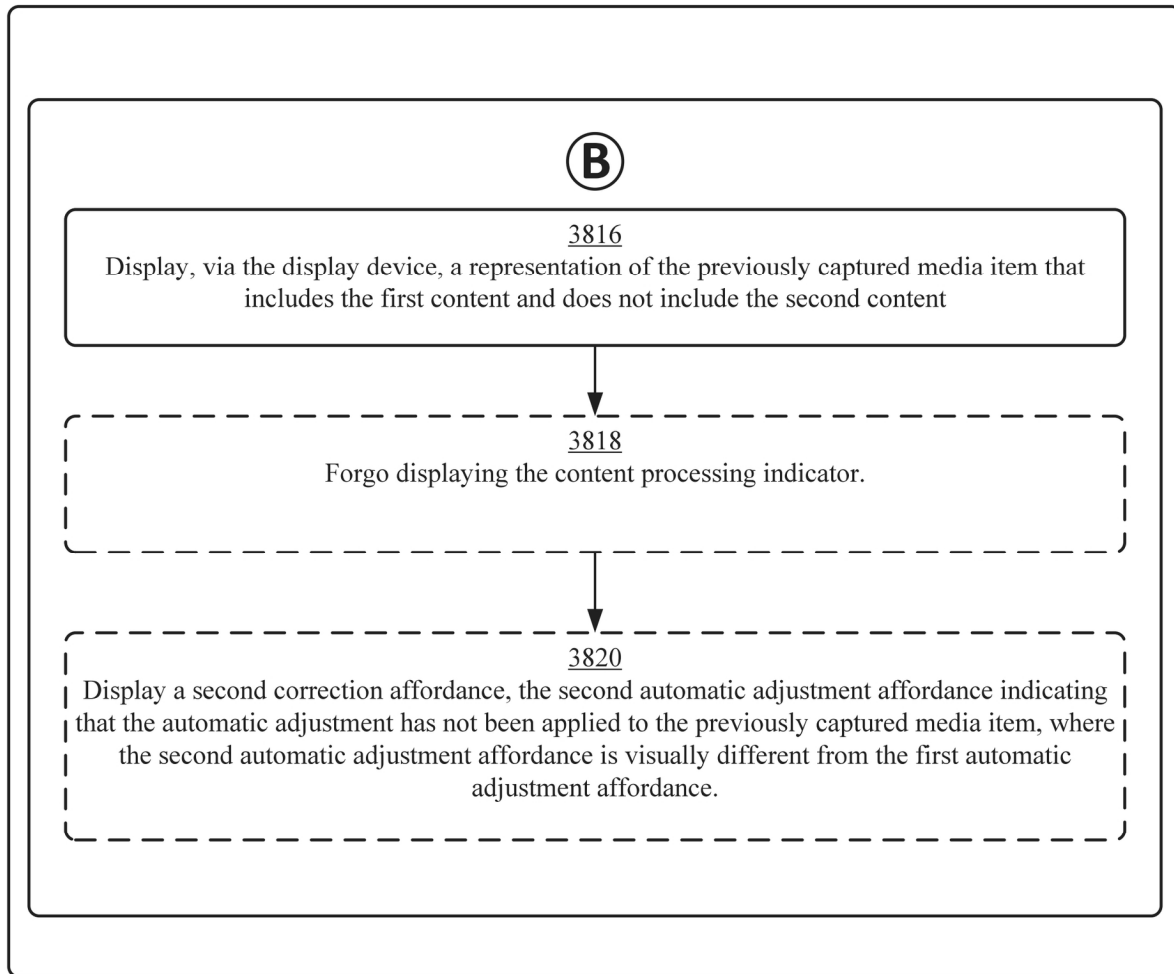 B
3816
Display, via the display device, a representation of the previously captured media item that
includes the first content and does not include the second content
3818
Forgo displaying the content processing indicator.
3820
Display a second correction affordance, the second automatic adjustment affordance indicating
that the automatic adjustment has not been applied to the previously captured media item, where
the second automatic adjustment affordance is visually different from the first automatic
adjustment affordance.